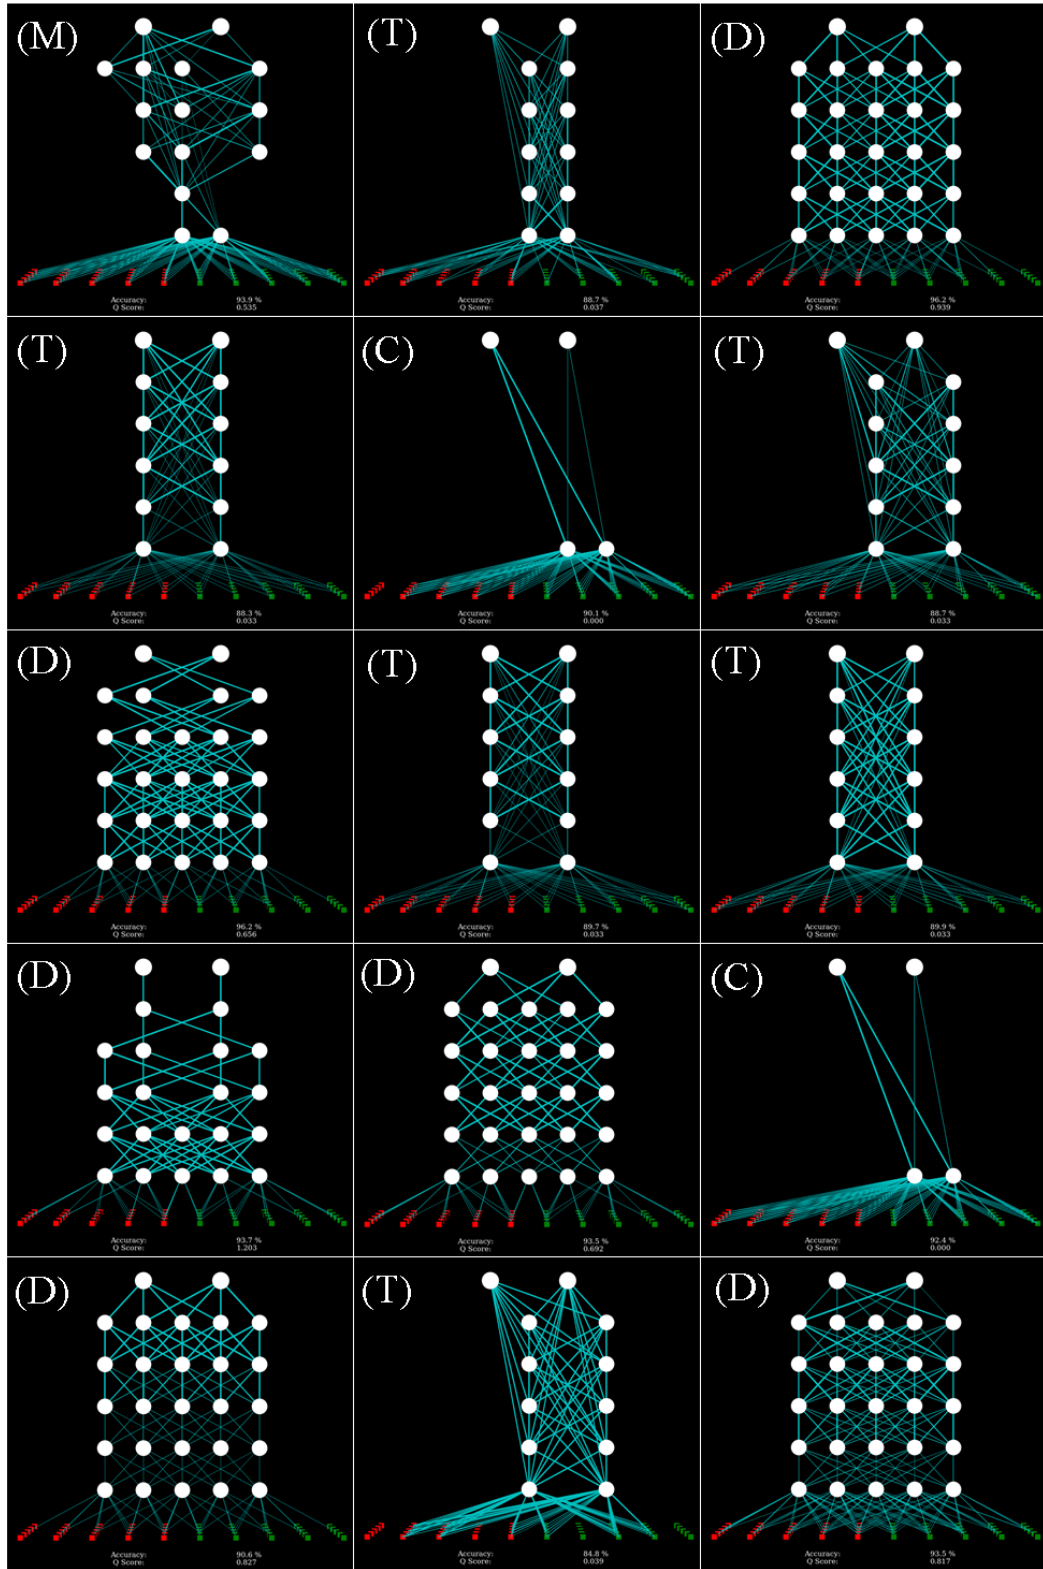 (M)
Accuracy: 93.9 %
Q Score: 0.535
(T)
Accuracy: 88.7 %
Q Score: 0.037
(D)
Accuracy: 96.2 %
Q Score: 0.939
(T)
Accuracy: 88.3 %
Q Score: 0.033
(C)
Accuracy: 90.1 %
Q Score: 0.000
(T)
Accuracy: 88.7 %
Q Score: 0.033
(D)
Accuracy: 96.2 %
Q Score: 0.656
(T)
Accuracy: 89.7 %
Q Score: 0.033
(T)
Accuracy: 89.9 %
Q Score: 0.033
(D)
Accuracy: 93.7 %
Q Score: 1.203
(D)
Accuracy: 93.5 %
Q Score: 0.692
(C)
Accuracy: 92.4 %
Q Score: 0.000
(D)
Accuracy: 90.6 %
Q Score: 0.827
(T)
Accuracy: 84.8 %
Q Score: 0.039
(D)
Accuracy: 93.5 %
Q Score: 0.817